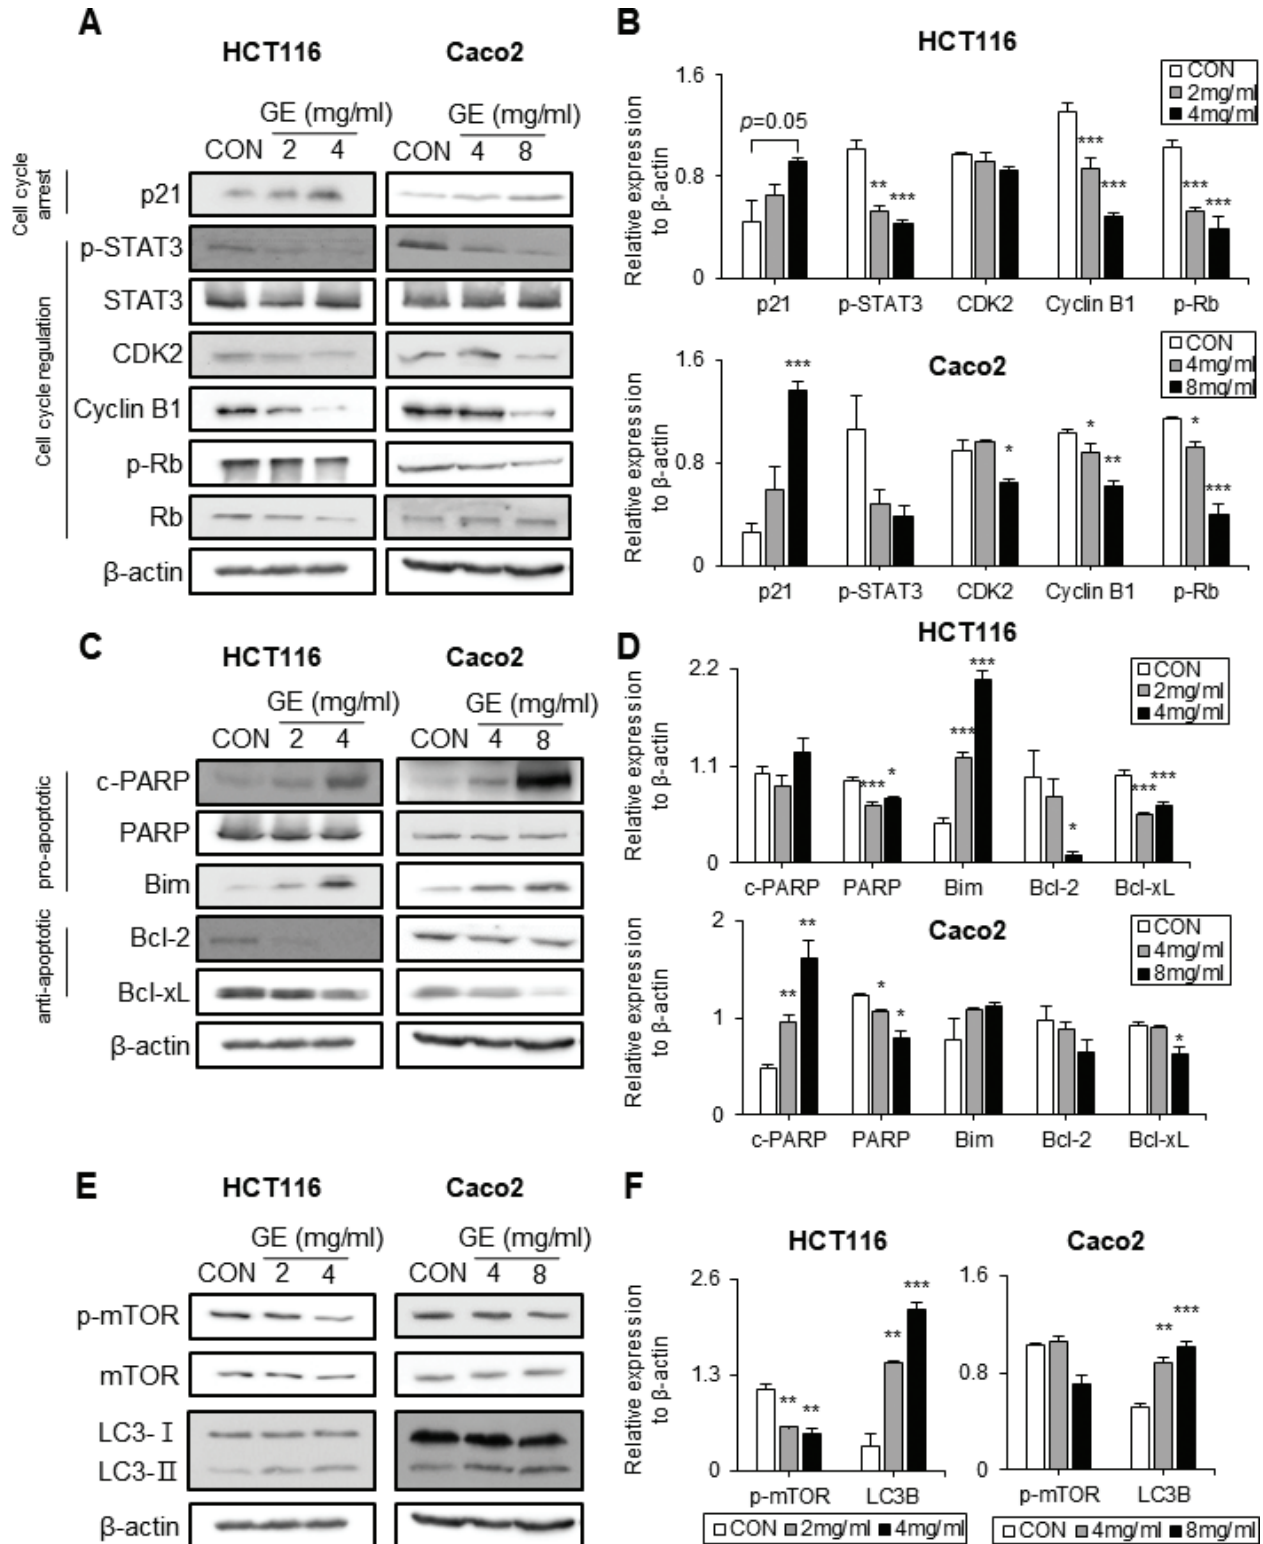 A
HCT116 Caco2
GE (mg/ml) GE (mg/ml)
CON 2 4 CON 4 8
Cell cycle arrest
p21
Cell cycle regulation
p-STAT3
STAT3
CDK2
Cyclin B1
p-Rb
Rb
β-actin
B
HCT116
Relative expression to β-actin
1.6
0.8
0
CON
2mg/ml
4mg/ml
p=0.05
** *** *** *** *** ***
p21 p-STAT3 CDK2 Cyclin B1 p-Rb
Caco2
Relative expression to β-actin
1.6
0.8
0
CON
4mg/ml
8mg/ml
*** * * ** * ***
p21 p-STAT3 CDK2 Cyclin B1 p-Rb
C
HCT116 Caco2
GE (mg/ml) GE (mg/ml)
CON 2 4 CON 4 8
pro-apoptotic
c-PARP
PARP
Bim
anti-apoptotic
Bcl-2
Bcl-xL
β-actin
D
HCT116
Relative expression to β-actin
2.2
1.1
0
CON
2mg/ml
4mg/ml
*** * *** *** * *** ***
c-PARP PARP Bim Bcl-2 Bcl-xL
Caco2
Relative expression to β-actin
2
1
0
CON
4mg/ml
8mg/ml
** ** * * *
c-PARP PARP Bim Bcl-2 Bcl-xL
E
HCT116 Caco2
GE (mg/ml) GE (mg/ml)
CON 2 4 CON 4 8
p-mTOR
mTOR
LC3-Ⅰ
LC3-Ⅱ
β-actin
F
HCT116
Relative expression to β-actin
2.6
1.3
0
** ** ** ***
p-mTOR LC3B
CON 2mg/ml 4mg/ml
Caco2
1.6
0.8
0
** ***
p-mTOR LC3B
CON 4mg/ml 8mg/ml